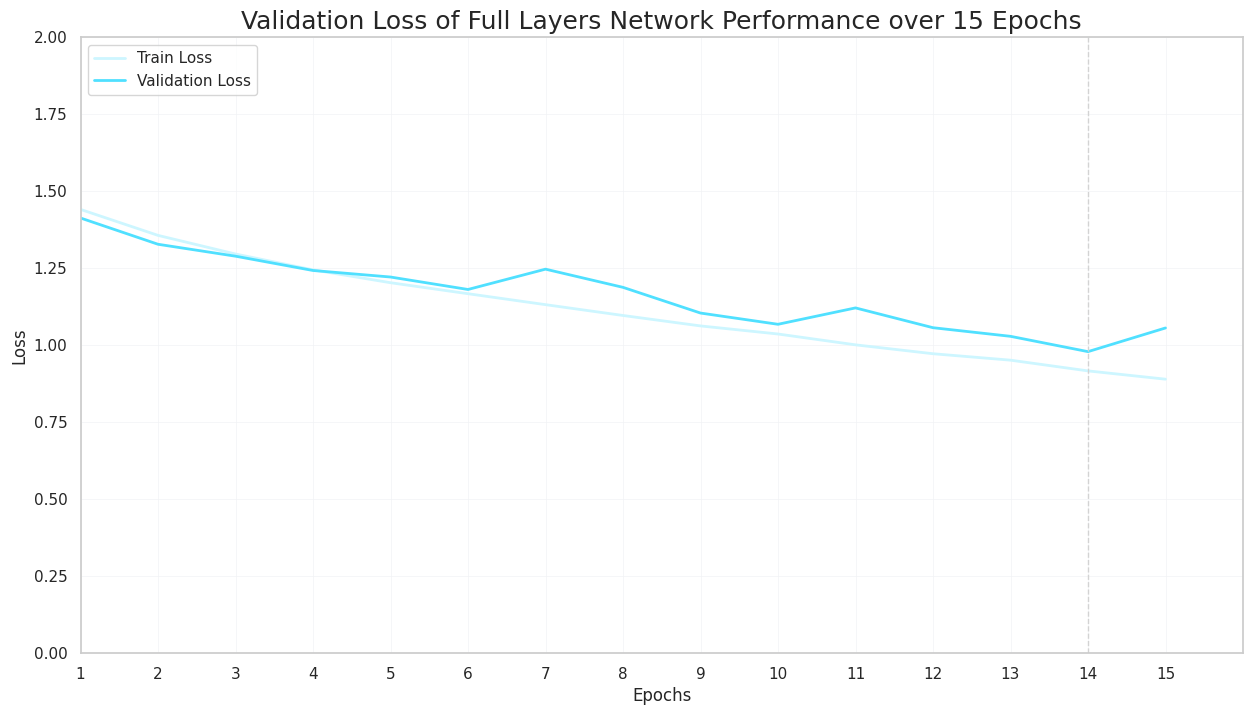 Validation Loss of Full Layers Network Performance over 15 Epochs
Train Loss
Validation Loss
2.00
1.75
1.50
1.25
1.00
0.75
0.50
0.25
0.00
Loss
1 2 3 4 5 6 7 8 9 10 11 12 13 14 15
Epochs